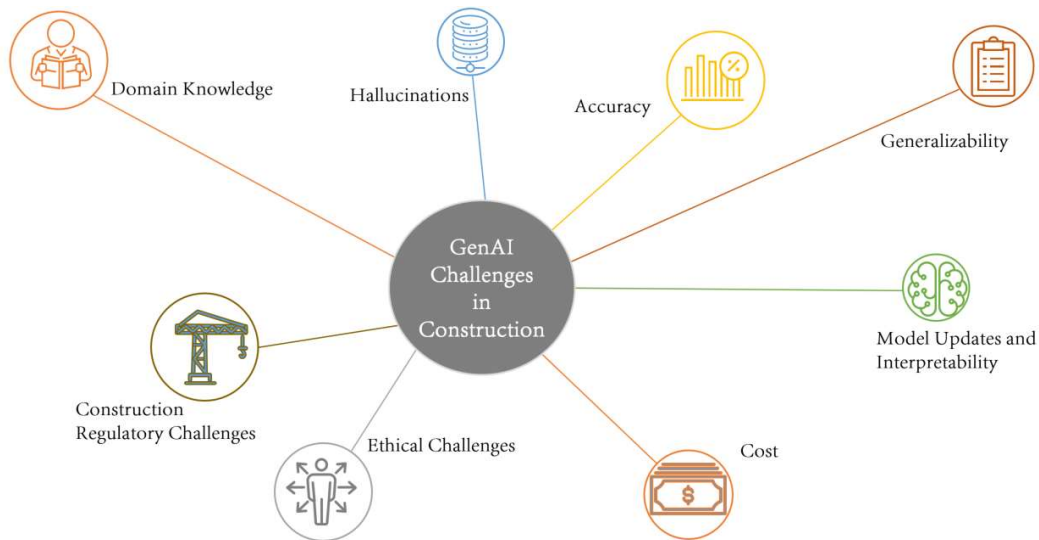 Domain Knowledge
Hallucinations
Accuracy
%
Generalizability
GenAI
Challenges
in
Construction
Model Updates and
Interpretability
Construction
Regulatory Challenges
Ethical Challenges
Cost
$